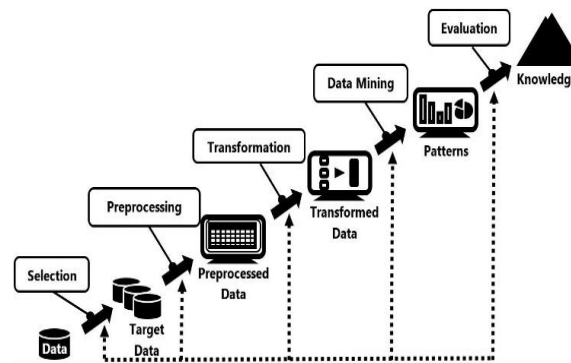 Evaluation
Knowledg
Data Mining
Patterns
Transformation
Transformed
Data
Preprocessing
Preprocessed
Data
Selection
Target
Data
Data